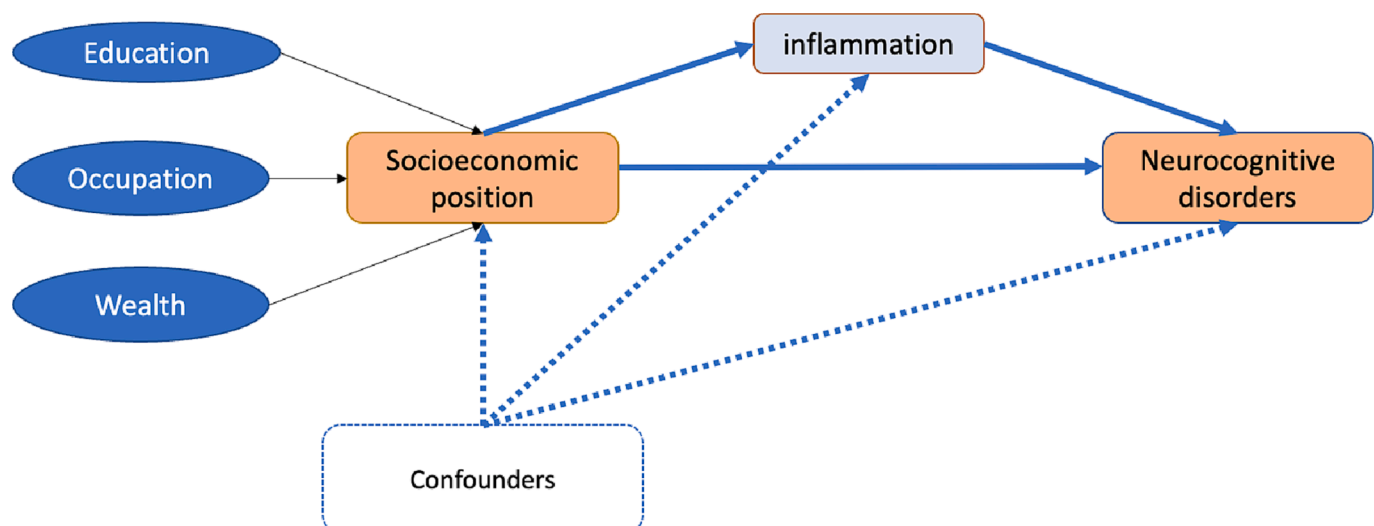 Education
inflammation
Occupation
Socioeconomic
position
Neurocognitive
disorders
Wealth
Confounders